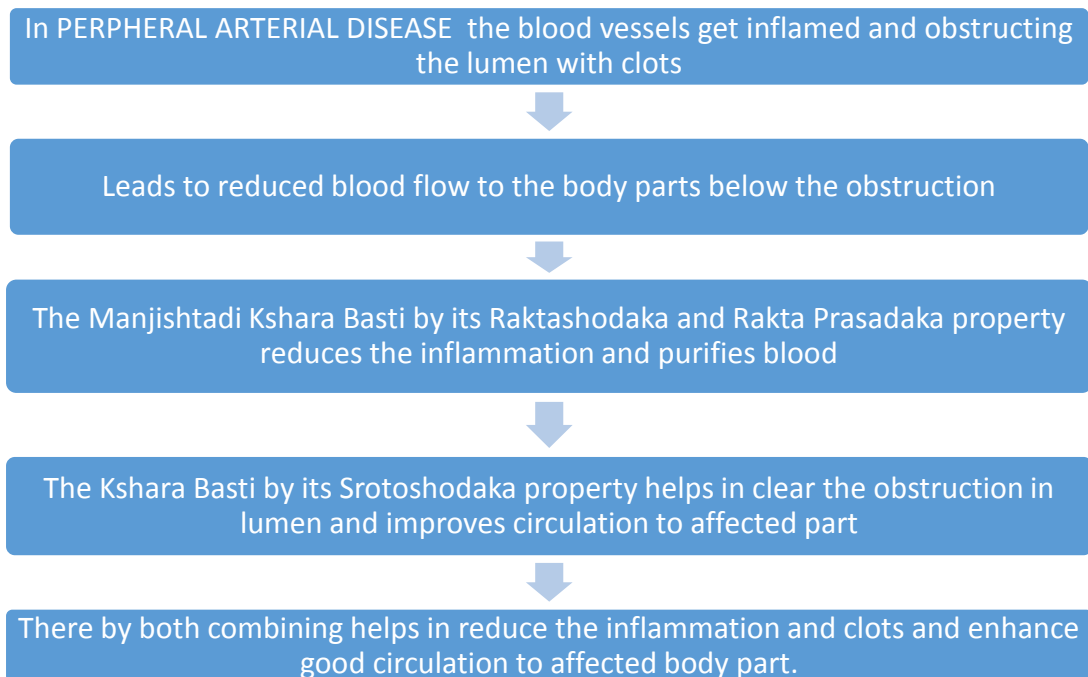 In PERPHERAL ARTERIAL DISEASE the blood vessels get inflamed and obstructing
the lumen with clots
Leads to reduced blood flow to the body parts below the obstruction
The Manjishtadi Kshara Basti by its Raktashodaka and Rakta Prasadaka property
reduces the inflammation and purifies blood
The Kshara Basti by its Srotoshodaka property helps in clear the obstruction in
lumen and improves circulation to affected part
There by both combining helps in reduce the inflammation and clots and enhance
good circulation to affected body part.